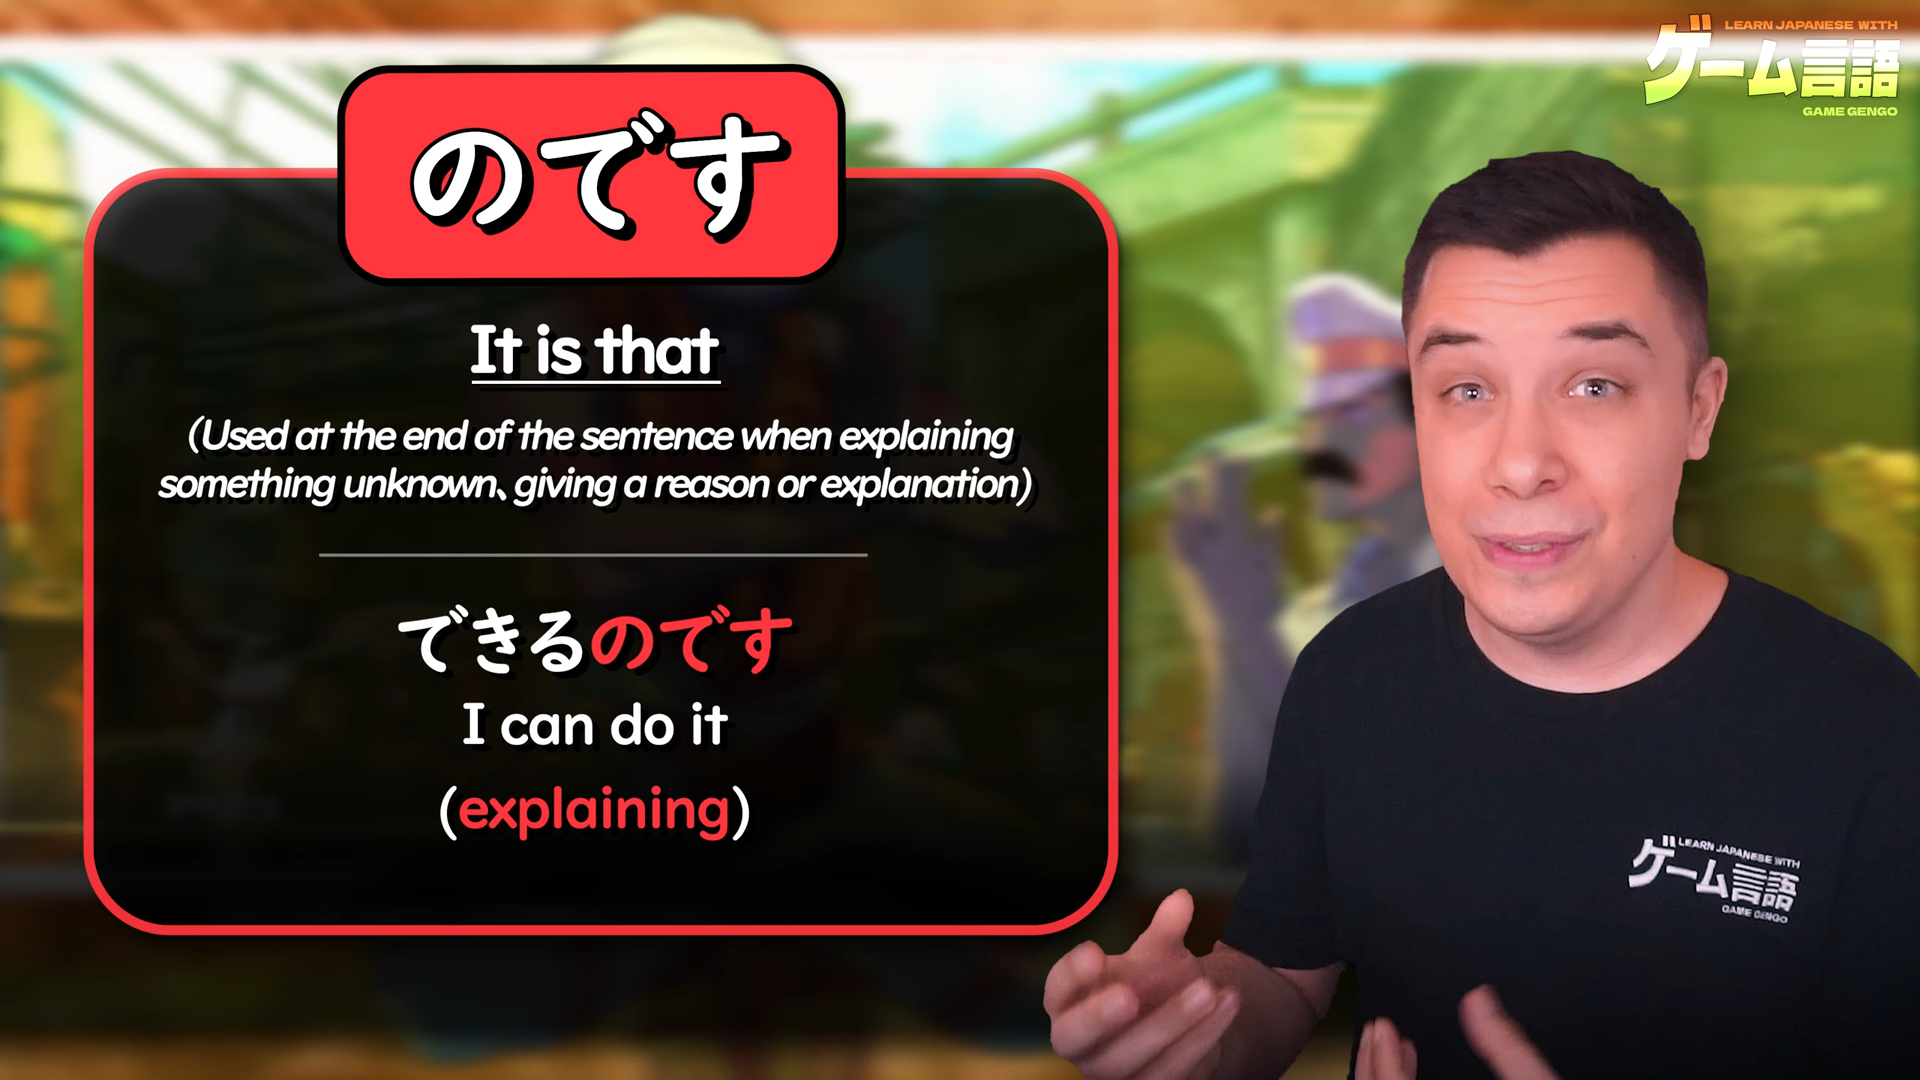 のです
It is that
(Used at the end of the sentence when explaining
something unknown、giving a reason or explanation)
できるのです
I can do it
(explaining)
LEARN JAPANESE WITH
ゲーム言語
GAME GENGO
LEARN JAPANESE WITH
ゲーム言語
GAME GENGO